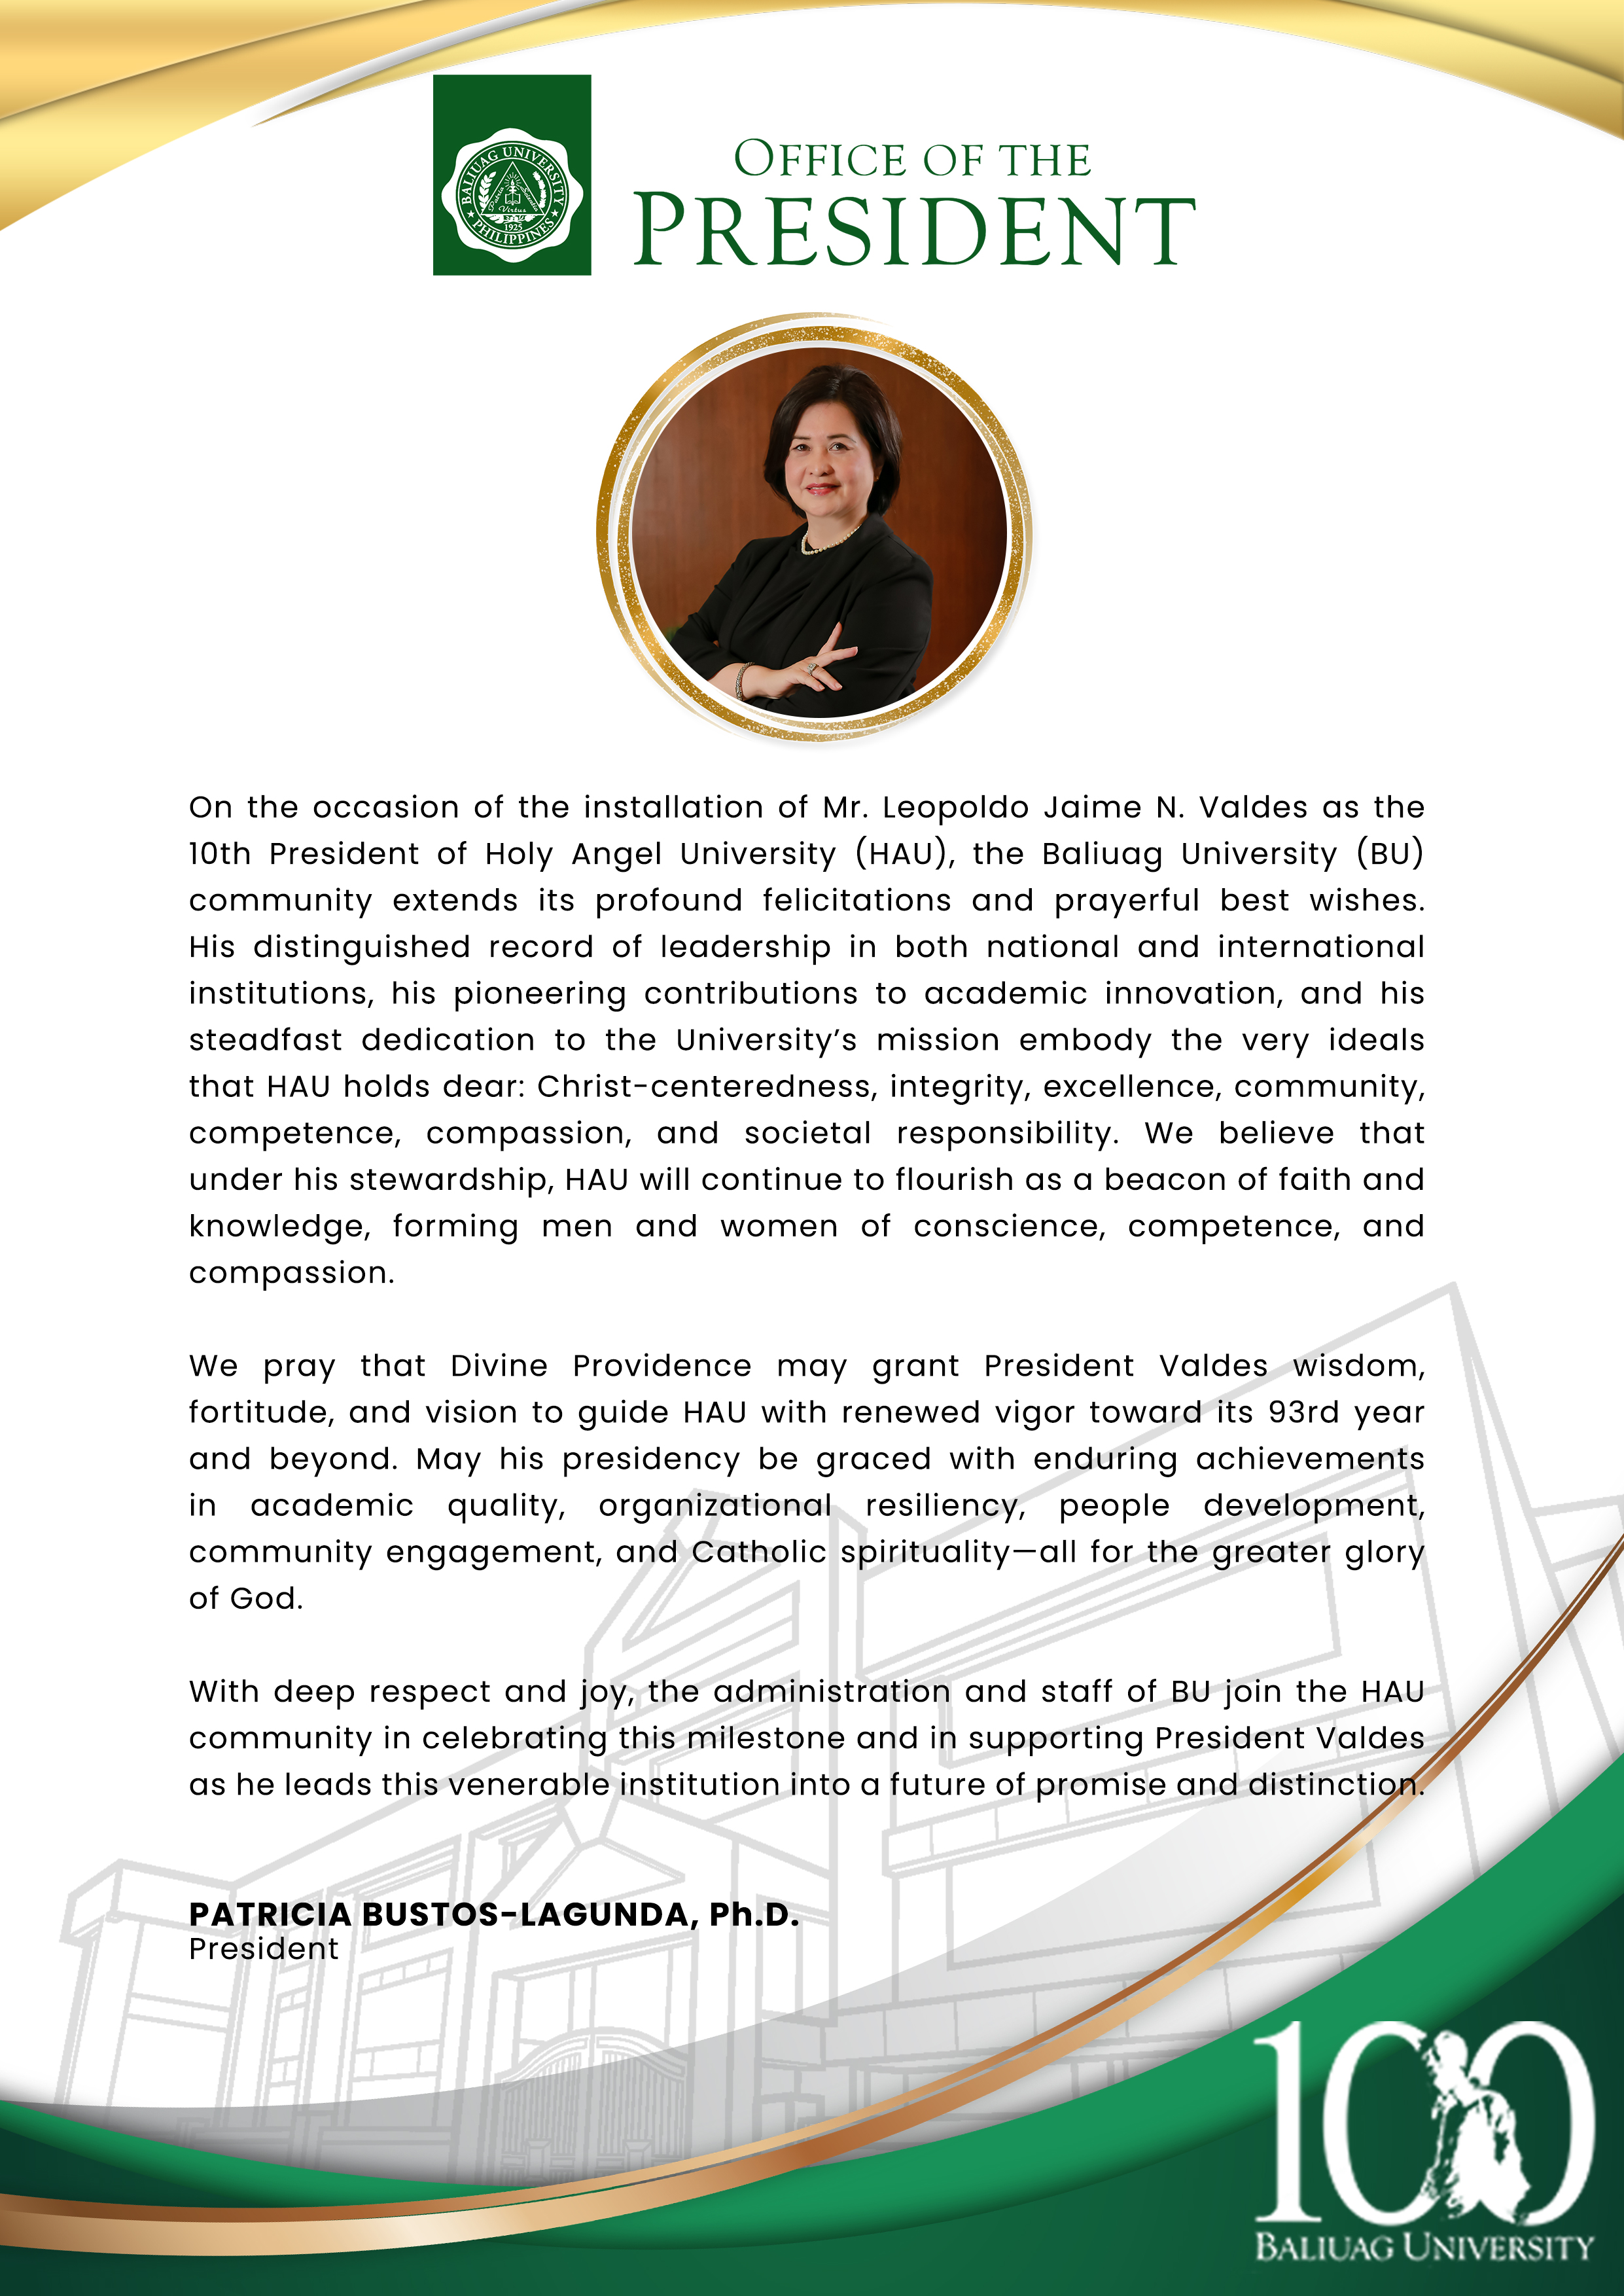 BALIUAG UNIVERSITY
Patria Scientia
Virtus
1925
PHILIPPINES
OFFICE OF THE
PRESIDENT
On the occasion of the installation of Mr. Leopoldo Jaime N. Valdes as the
10th President of Holy Angel University (HAU), the Baliuag University (BU)
community extends its profound felicitations and prayerful best wishes.
His distinguished record of leadership in both national and international
institutions, his pioneering contributions to academic innovation, and his
steadfast dedication to the University’s mission embody the very ideals
that HAU holds dear: Christ-centeredness, integrity, excellence, community,
competence, compassion, and societal responsibility. We believe that
under his stewardship, HAU will continue to flourish as a beacon of faith and
knowledge, forming men and women of conscience, competence, and
compassion.
We pray that Divine Providence may grant President Valdes wisdom,
fortitude, and vision to guide HAU with renewed vigor toward its 93rd year
and beyond. May his presidency be graced with enduring achievements
in academic quality, organizational resiliency, people development,
community engagement, and Catholic spirituality—all for the greater glory
of God.
With deep respect and joy, the administration and staff of BU join the HAU
community in celebrating this milestone and in supporting President Valdes
as he leads this venerable institution into a future of promise and distinction.
PATRICIA BUSTOS-LAGUNDA, Ph.D.
President
100
BALIUAG UNIVERSITY